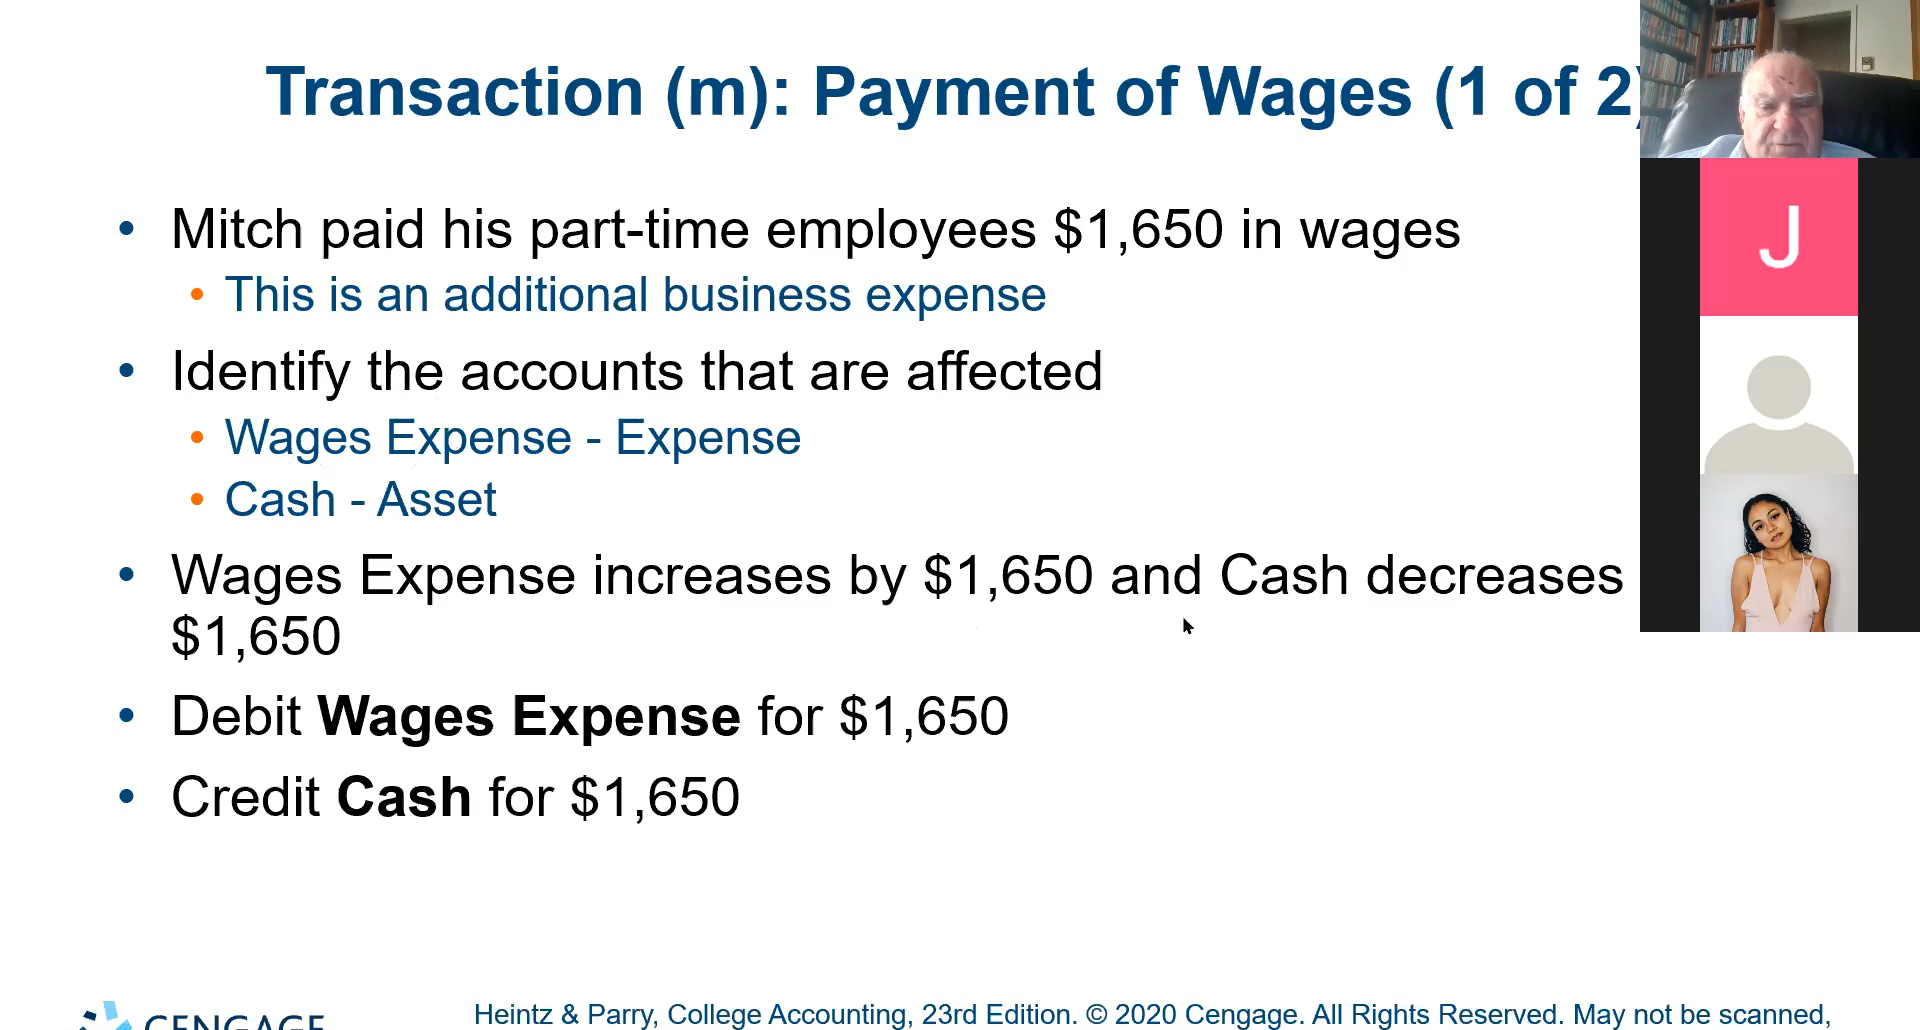 Transaction (m): Payment of Wages (1 of 2)
J
• Mitch paid his part-time employees $1,650 in wages
• This is an additional business expense
• Identify the accounts that are affected
• Wages Expense - Expense
• Cash - Asset
• Wages Expense increases by $1,650 and Cash decreases
$1,650
• Debit Wages Expense for $1,650
• Credit Cash for $1,650
CENGAGE
Heintz & Parry, College Accounting, 23rd Edition. © 2020 Cengage. All Rights Reserved. May not be scanned,